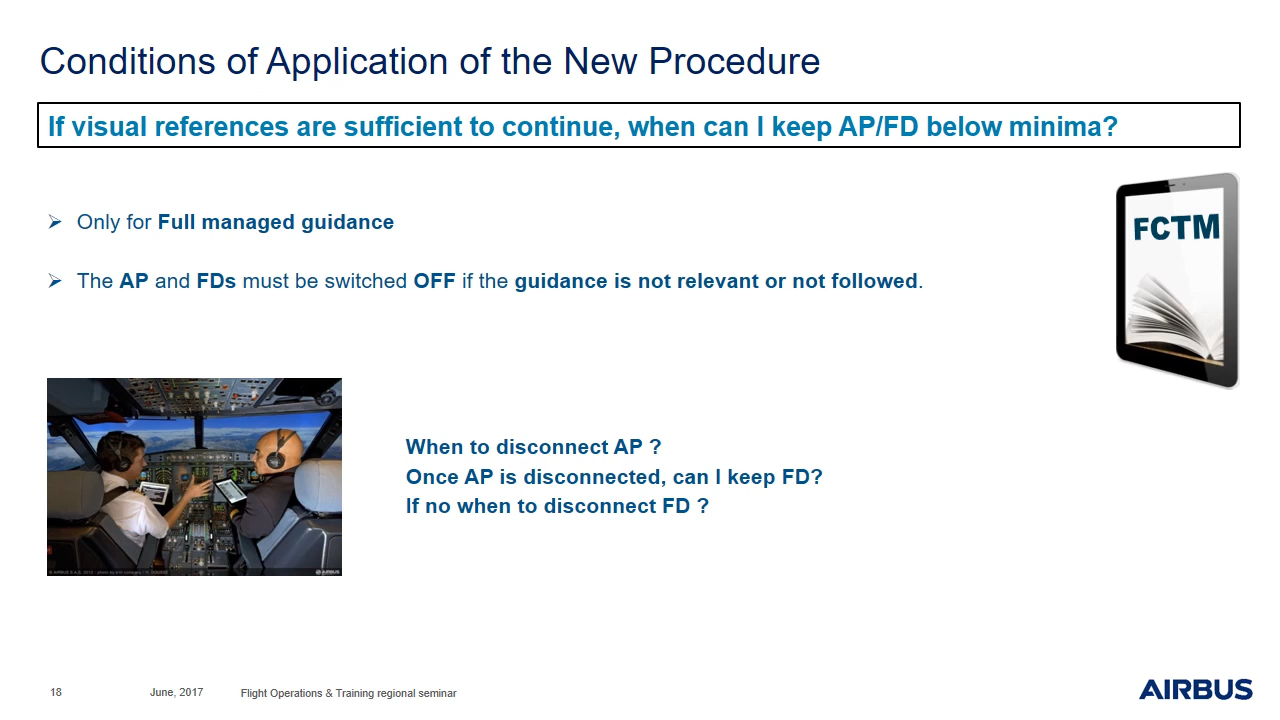 Conditions of Application of the New Procedure
If visual references are sufficient to continue, when can I keep AP/FD below minima?
➢ Only for Full managed guidance
➢ The AP and FDs must be switched OFF if the guidance is not relevant or not followed.
FCTM
When to disconnect AP ?
Once AP is disconnected, can I keep FD?
If no when to disconnect FD ?
AIRBUS
18 June, 2017 Flight Operations & Training regional seminar
AIRBUS